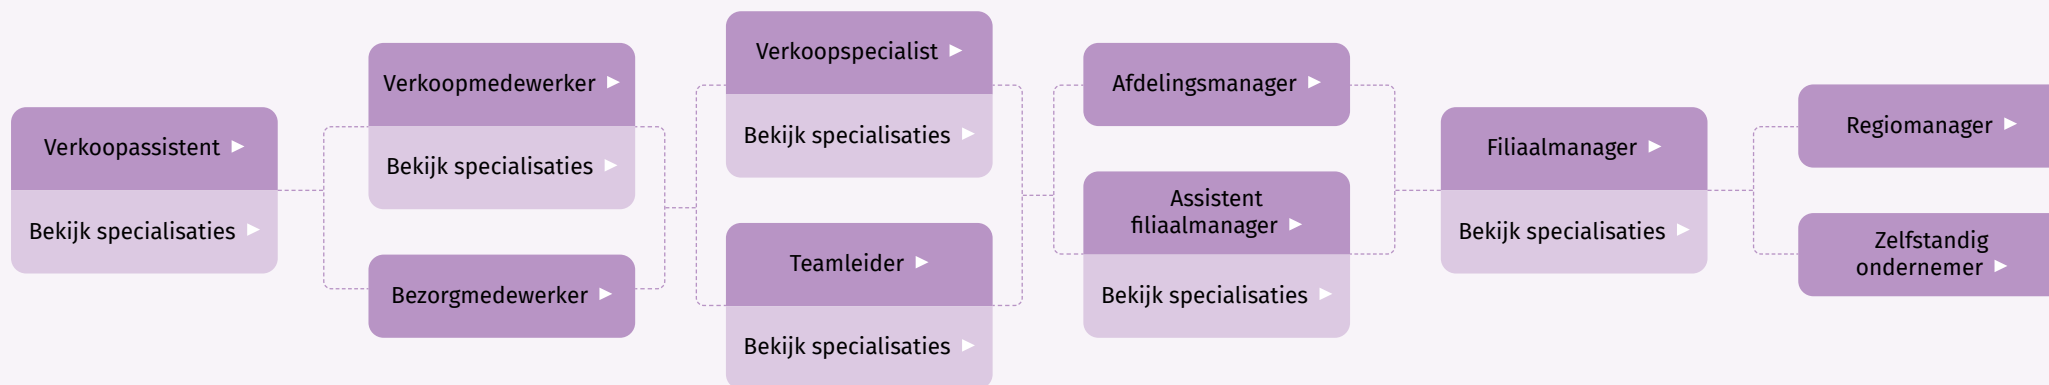 Verkoopassistent
Bekijk specialisaties
Verkoopmedewerker
Bekijk specialisaties
Bezorgmedewerker
Verkoopspecialist
Bekijk specialisaties
Teamleider
Bekijk specialisaties
Afdelingsmanager
Assistent
filiaalmanager
Bekijk specialisaties
Filiaalmanager
Bekijk specialisaties
Regiomanager
Zelfstandig
ondernemer